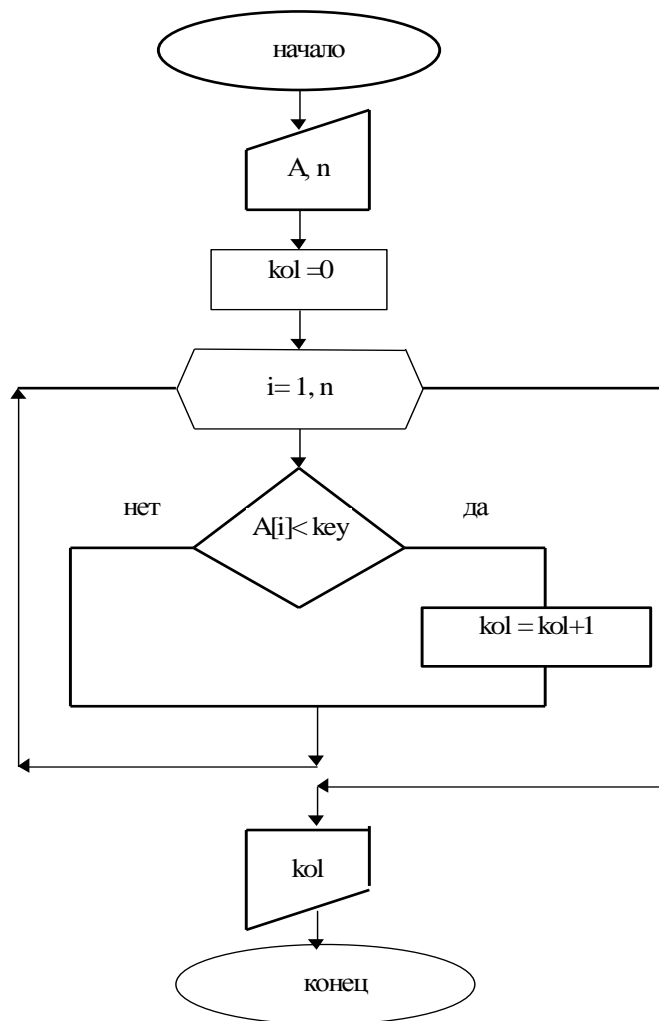 начало
A, n
kol =0
i= 1, n
нет
A[i]< key
да
kol = kol+1
kol
конец